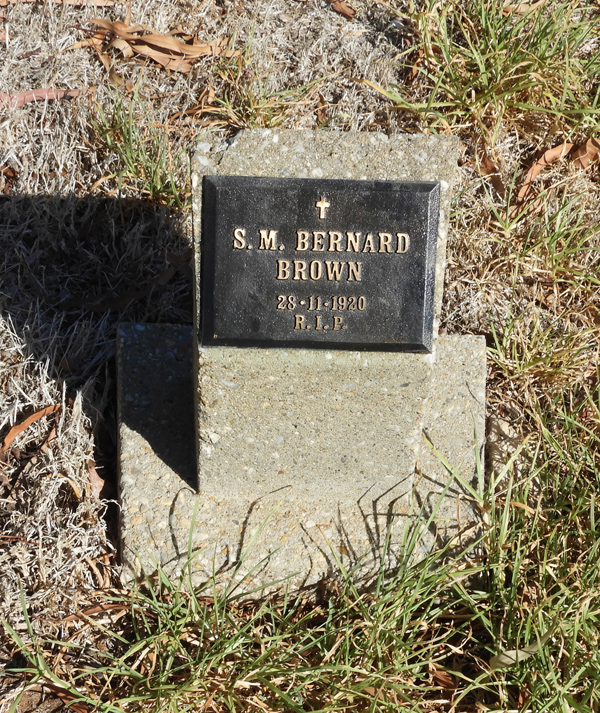 S. M. BERNARD
BROWN
28-11-1920
R. I. P.